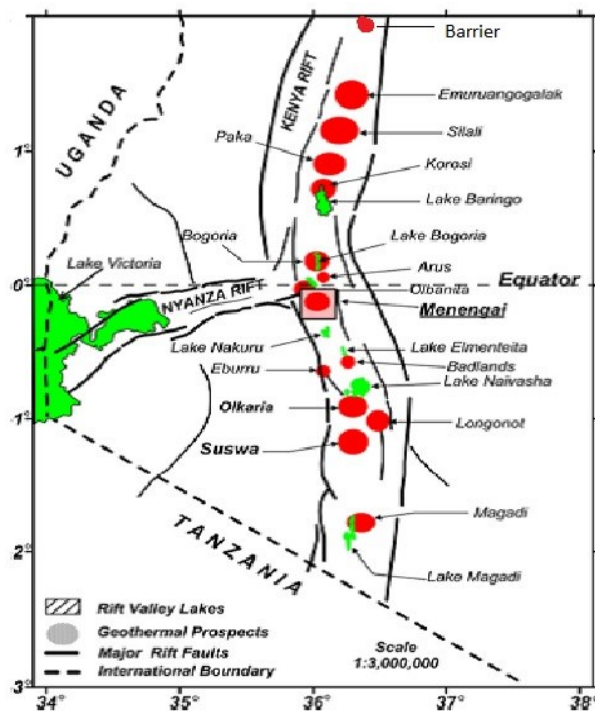 Barrier
KENYA RIFT
Emuruangogalak
UGANDA
Silali
Paka
1°
Korosi
Lake Baringo
Bogoria
Lake Bogoria
Lake Victoria
Arus
0°
Equator
Olbanita
NYANZA RIFT
Menengai
Lake Nakuru
Lake Elmenteita
Badlands
Eburru
Lake Naivasha
Olkaria
-1°
Longonot
Suswa
Magadi
TANZANIA
2°
Lake Magadi
Rift Valley Lakes
Geothermal Prospects
Scale
Major Rift Faults
1:3,000,000
International Boundary
3°
34°
35°
36°
37°
38°